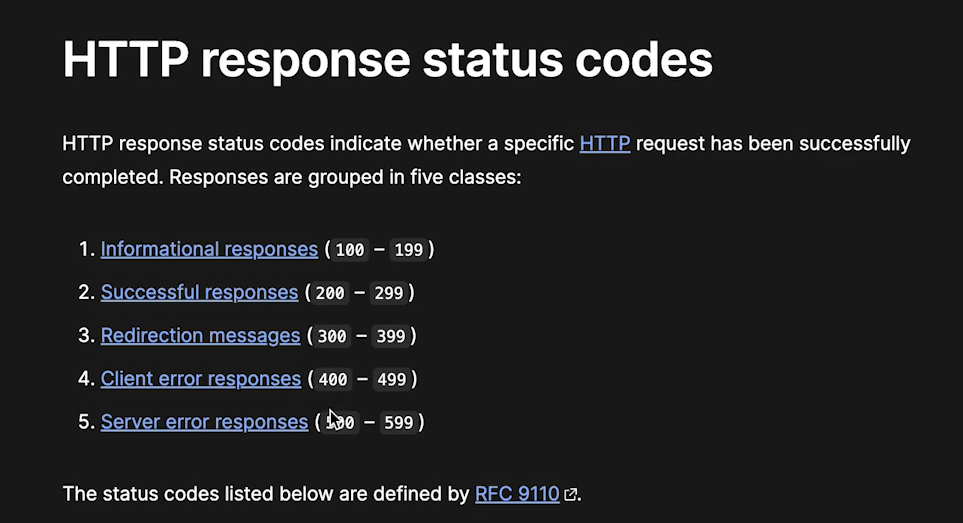 HTTP response status codes
HTTP response status codes indicate whether a specific HTTP request has been successfully
completed. Responses are grouped in five classes:
1. Informational responses (100 – 199)
2. Successful responses (200 – 299)
3. Redirection messages (300 – 399)
4. Client error responses (400 – 499)
5. Server error responses (500 – 599)
The status codes listed below are defined by RFC 9110.